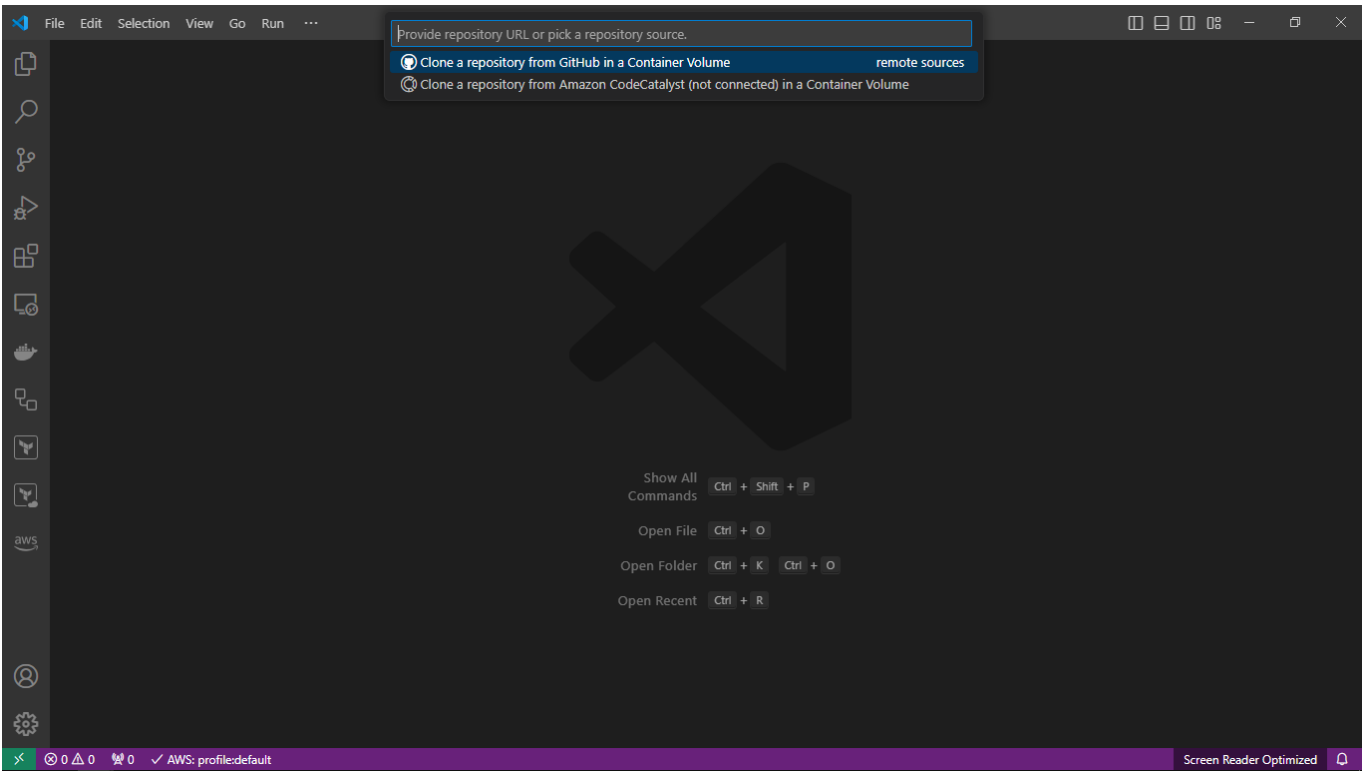 File Edit Selection View Go Run ···
Provide repository URL or pick a repository source.
Clone a repository from GitHub in a Container Volume remote sources
Clone a repository from Amazon CodeCatalyst (not connected) in a Container Volume
aws
Show All
Commands Ctrl + Shift + P
Open File Ctrl + O
Open Folder Ctrl + K Ctrl + O
Open Recent Ctrl + R
0 0 0 AWS: profile:default Screen Reader Optimized